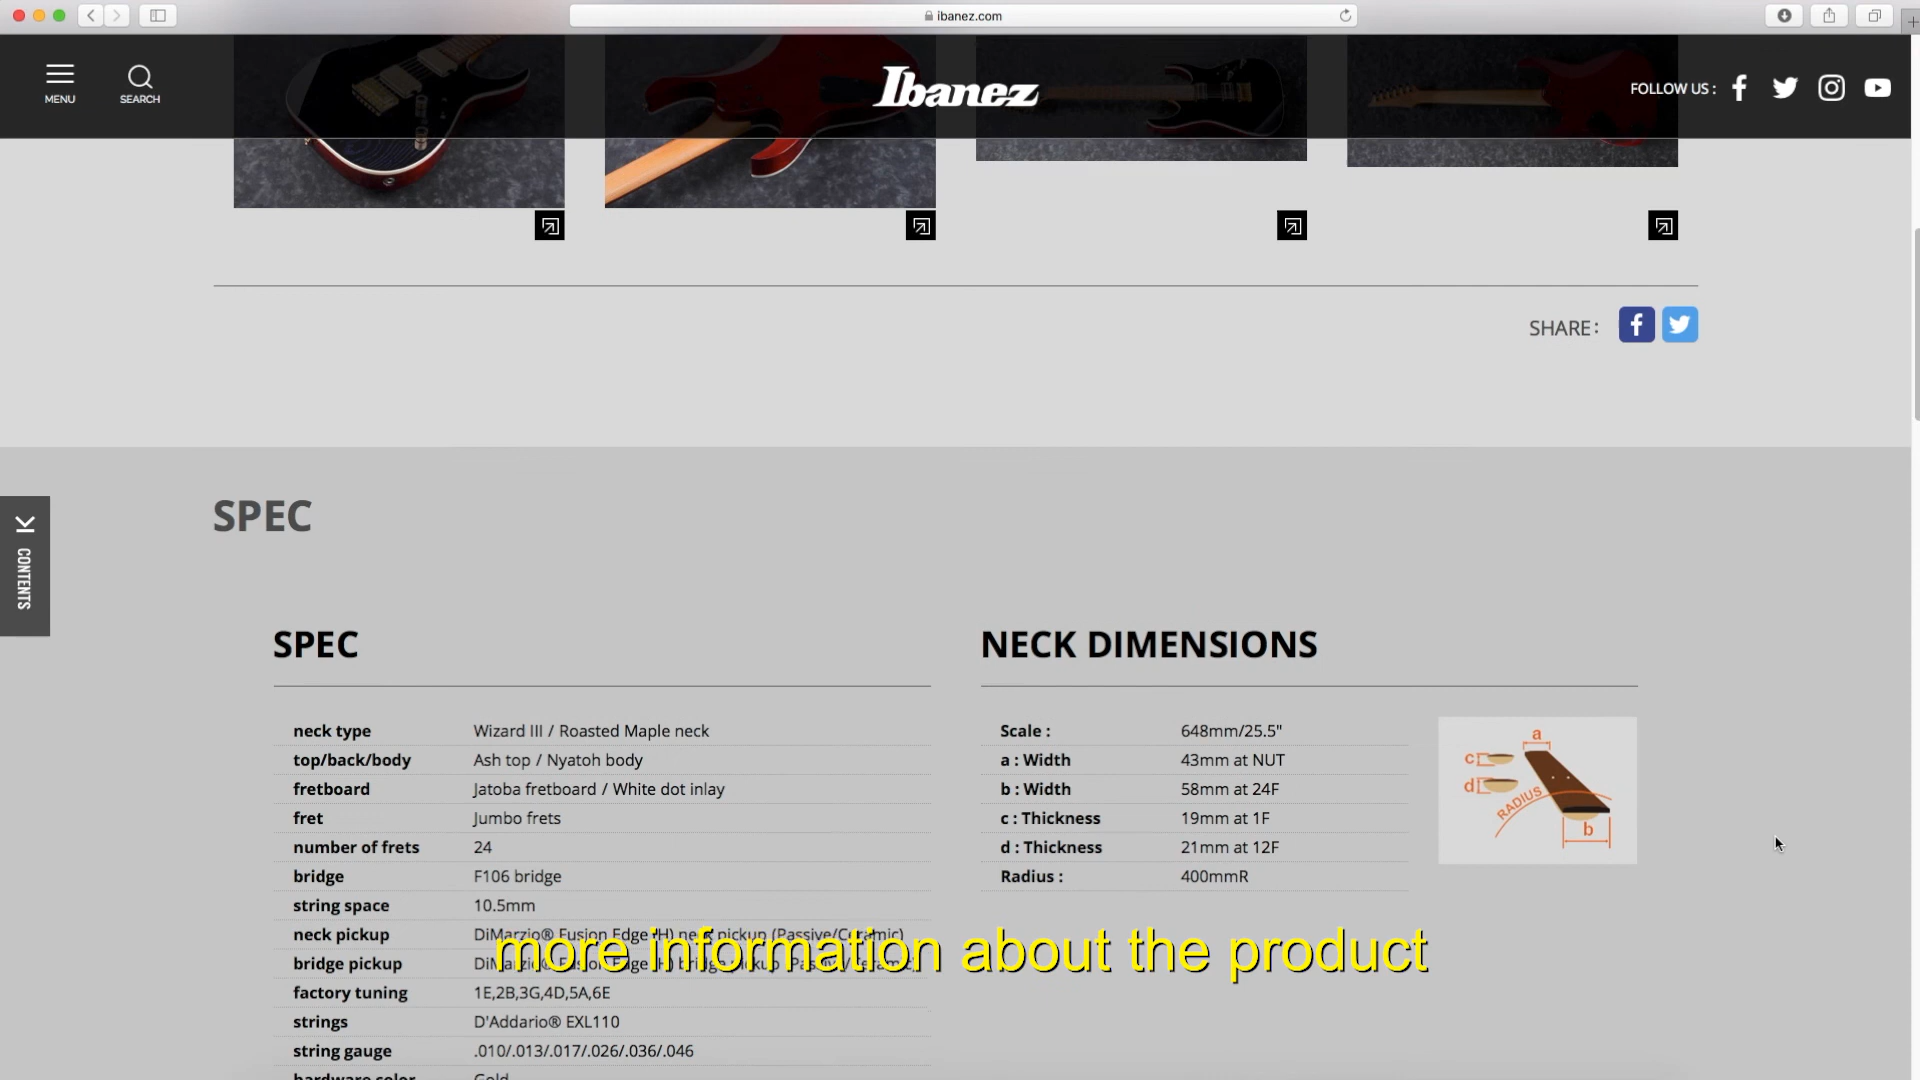 ibanez.com
MENU
SEARCH
Ibanez
FOLLOW US :
SHARE :
CONTENTS
SPEC
SPEC
neck type Wizard III / Roasted Maple neck
top/back/body Ash top / Nyatoh body
fretboard Jatoba fretboard / White dot inlay
fret Jumbo frets
number of frets 24
bridge F106 bridge
string space 10.5mm
neck pickup DiMarzio® Fusion Edge (H) neck pickup (Passive/Ceramic)
bridge pickup DiMarzio® Fusion Edge (H) bridge pickup (Passive/Ceramic)
factory tuning 1E,2B,3G,4D,5A,6E
strings D'Addario® EXL110
string gauge .010/.013/.017/.026/.036/.046
hardware color Gold
NECK DIMENSIONS
Scale : 648mm/25.5"
a : Width 43mm at NUT
b : Width 58mm at 24F
c : Thickness 19mm at 1F
d : Thickness 21mm at 12F
Radius : 400mmR
a
c
d
RADIUS
b
more information about the product